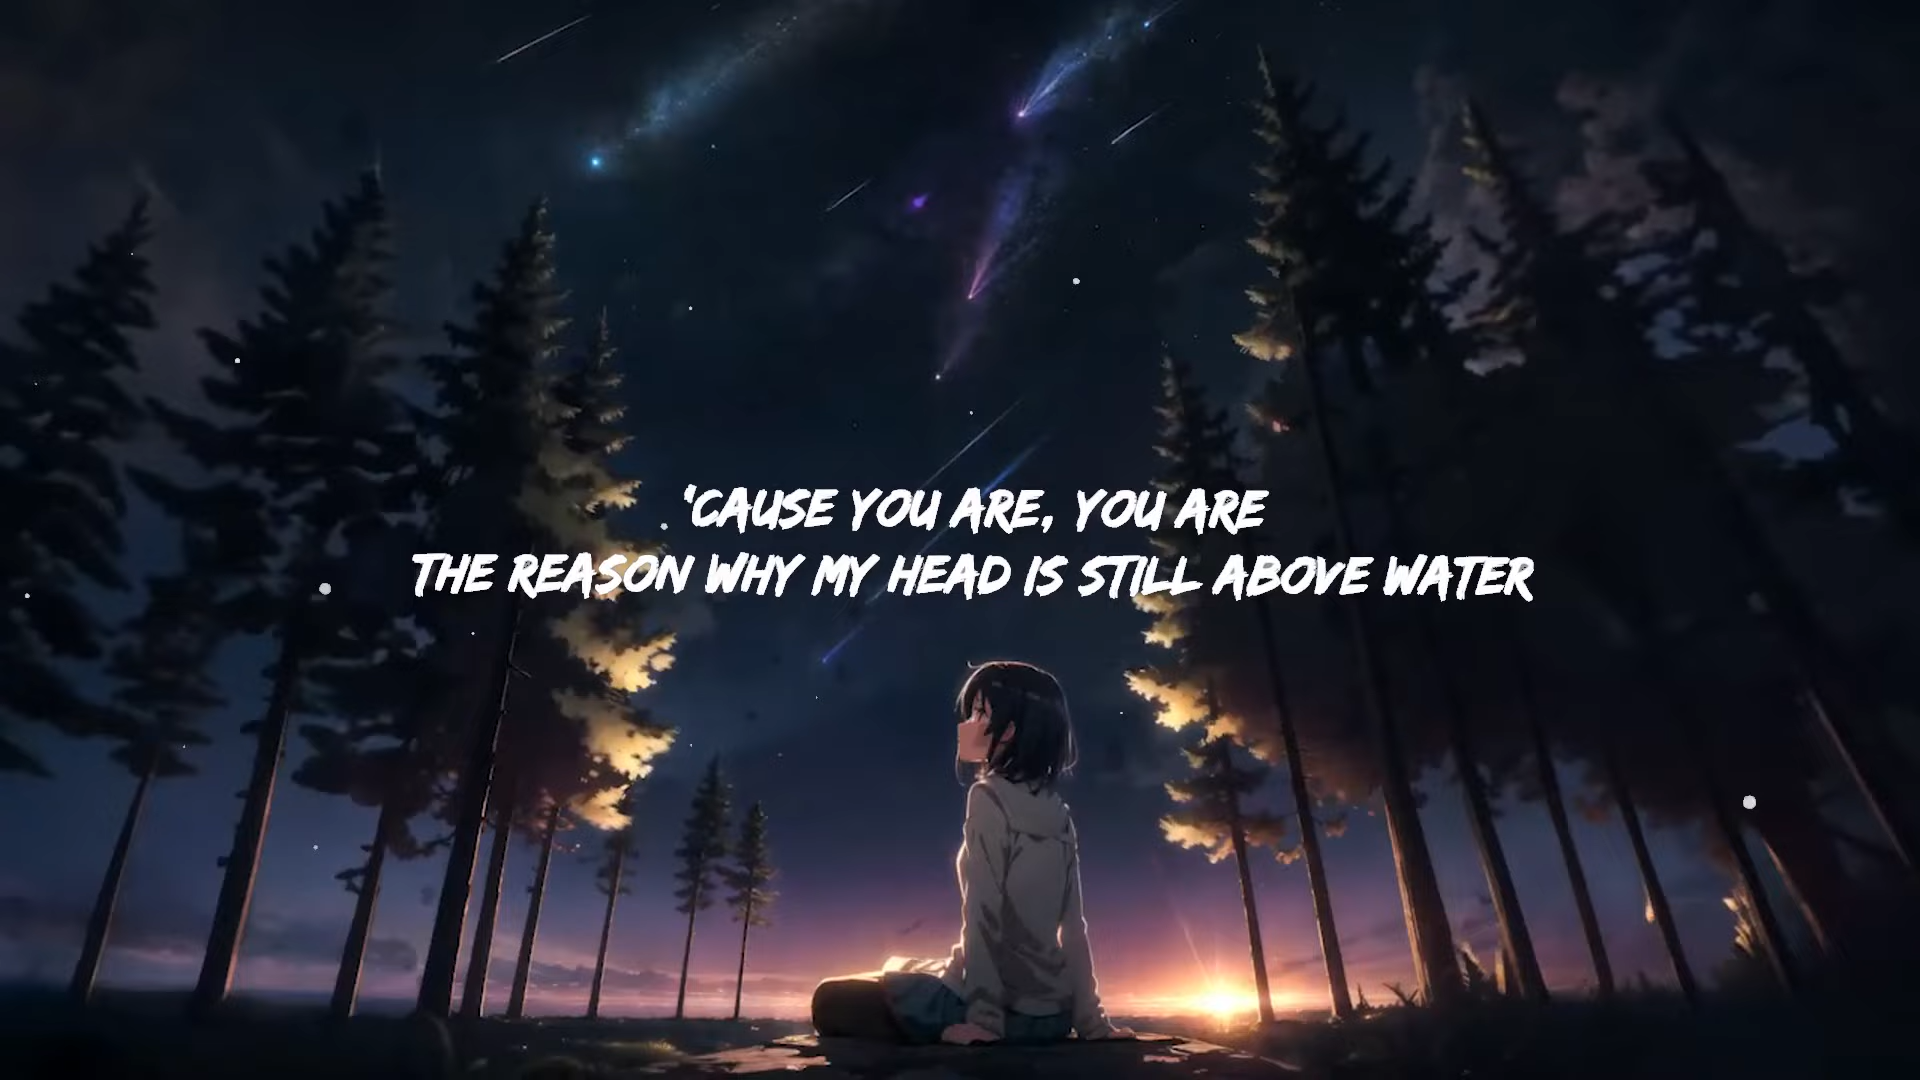 ‘CAUSE YOU ARE, YOU ARE
THE REASON WHY MY HEAD IS STILL ABOVE WATER